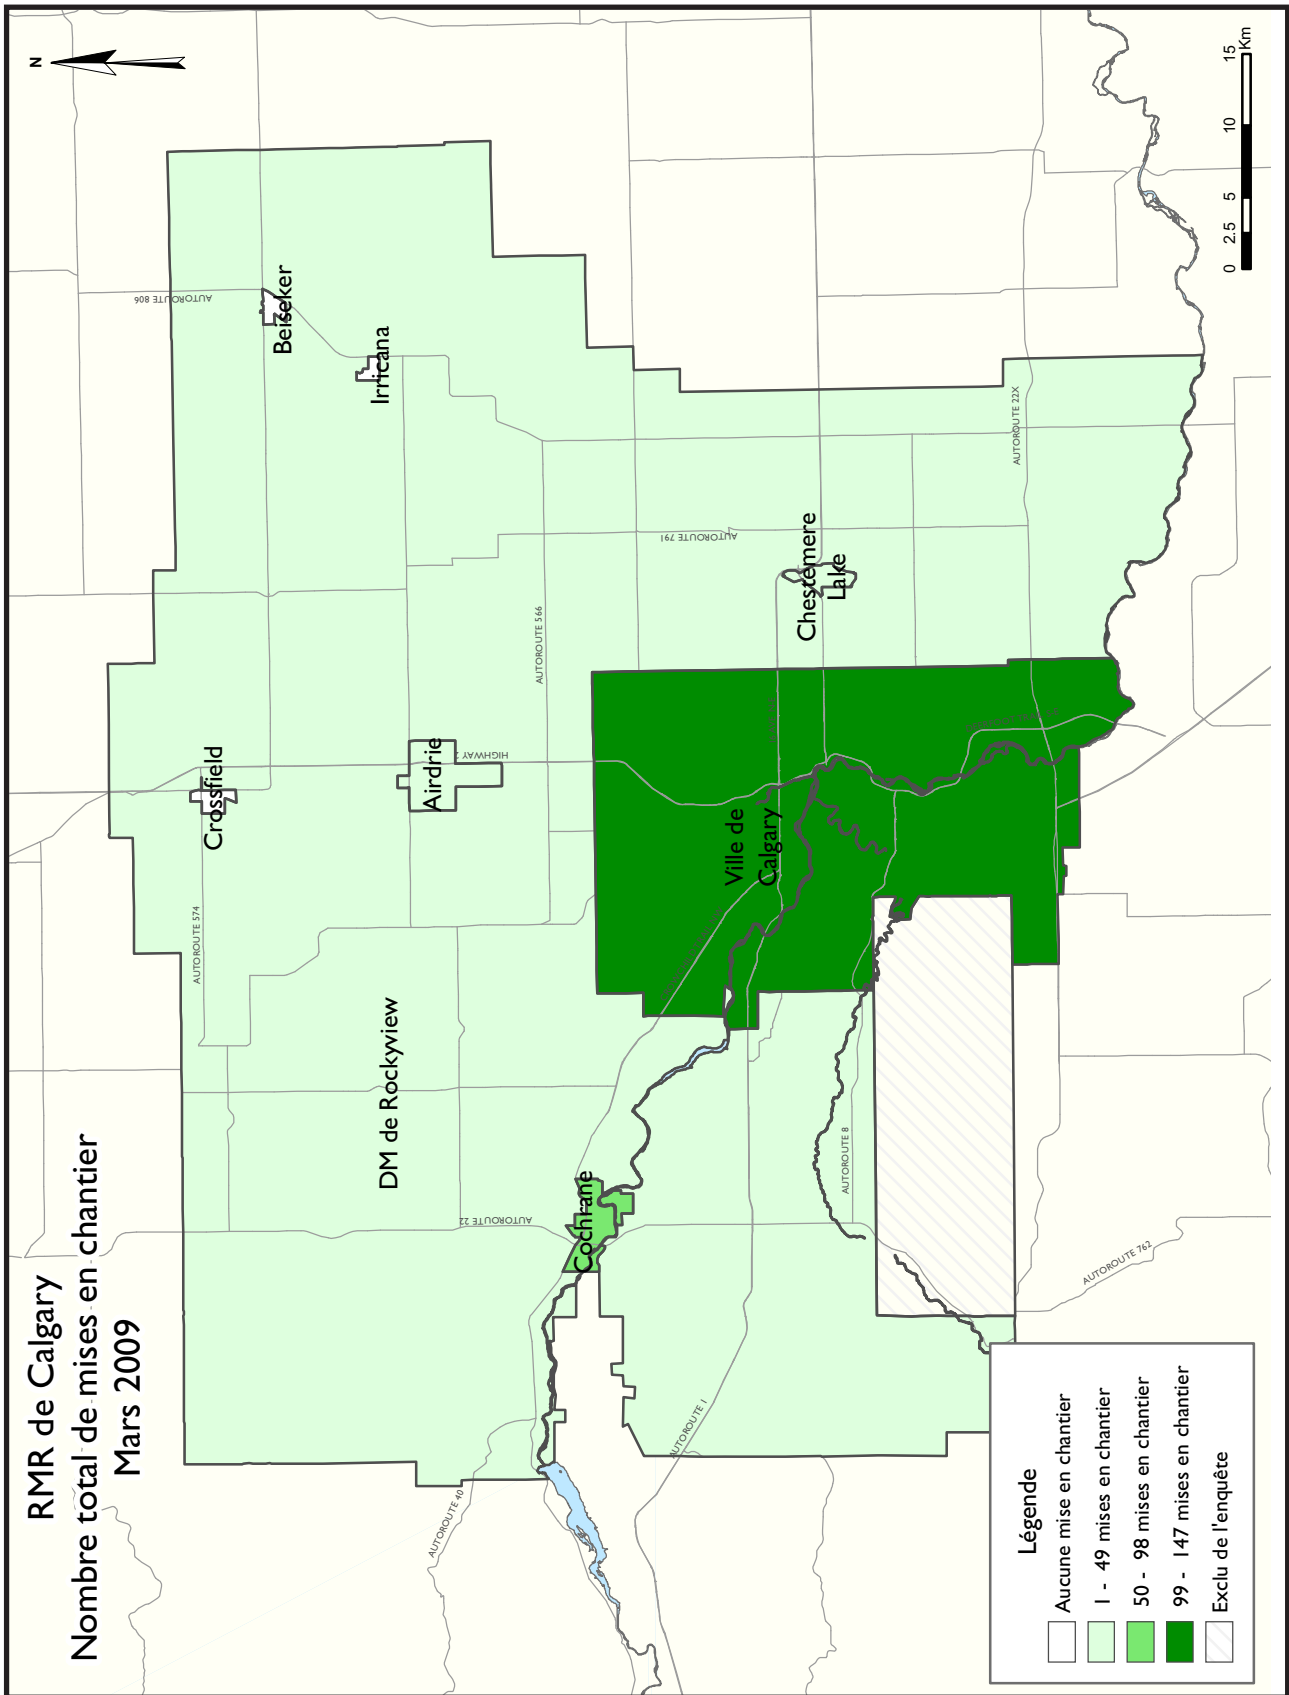 RMR de Calgary
Nombre total de mises en chantier
Mars 2009
N
AUTOROUTE 574
Crossfield
AUTOROUTE 806
Beiseker
Irricana
Airdrie
HIGHWAY 2
DM de Rockyview
AUTOROUTE 22
AUTOROUTE 566
Cochrane
AUTOROUTE 40
AUTOROUTE 1
AUTOROUTE 791
Ville de
Calgary
Chestemere
Lake
AUTOROUTE 8
AUTOROUTE 22X
AUTOROUTE 762
Légende
Aucune mise en chantier
1 - 49 mises en chantier
50 - 98 mises en chantier
99 - 147 mises en chantier
Exclu de l'enquête
0 2.5 5 10 15
Km